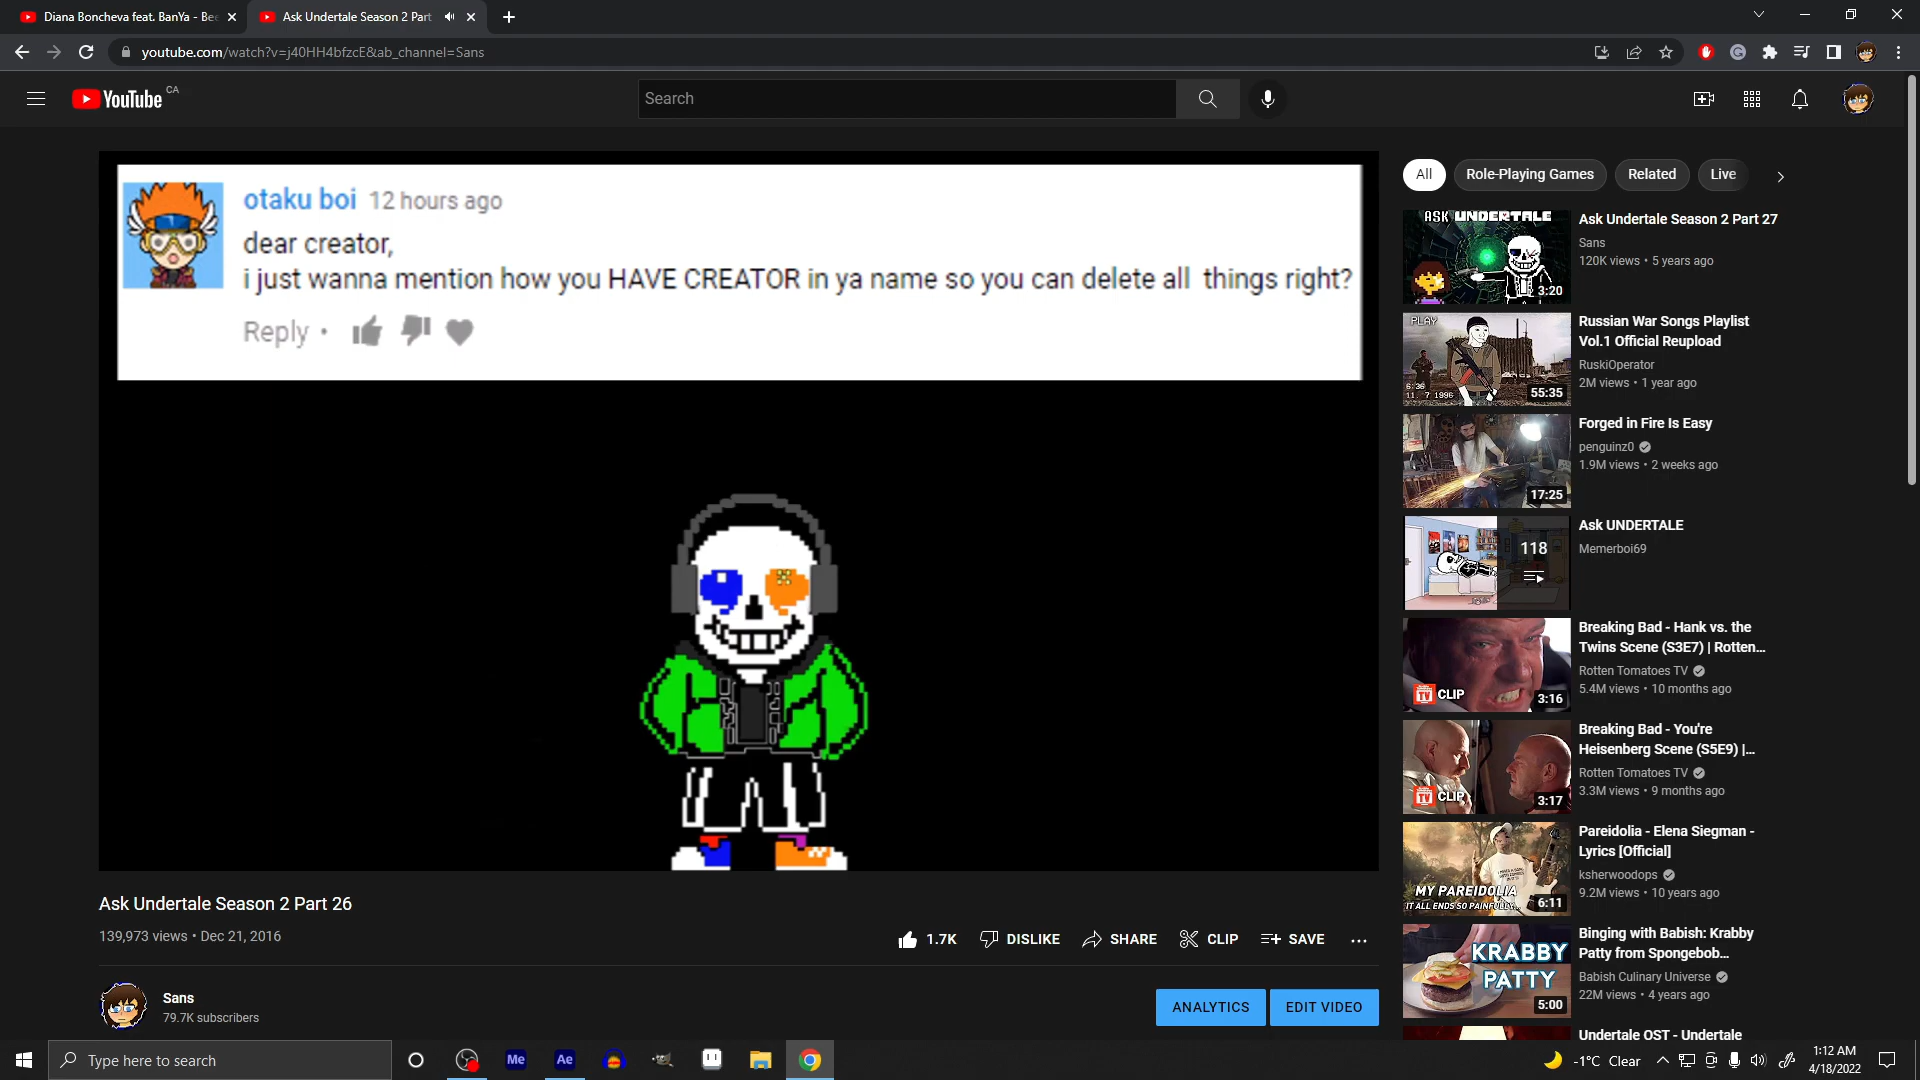 Diana Boncheva feat. BanYa - Bee
Ask Undertale Season 2 Part
youtube.com/watch?v=j40HH4bfzcE&ab_channel=Sans
YouTube CA
Search
otaku boi 12 hours ago
dear creator,
i just wanna mention how you HAVE CREATOR in ya name so you can delete all things right?
Reply •
Ask Undertale Season 2 Part 26
139,973 views • Dec 21, 2016
1.7K DISLIKE SHARE CLIP SAVE
Sans
79.7K subscribers
ANALYTICS EDIT VIDEO
All Role-Playing Games Related Live
ASK UNDERTALE
3:20
Ask Undertale Season 2 Part 27
Sans
120K views • 5 years ago
PLAY
6:36
11. 7 1996
55:35
Russian War Songs Playlist
Vol.1 Official Reupload
RuskiOperator
2M views • 1 year ago
17:25
Forged in Fire Is Easy
penguinz0
1.9M views • 2 weeks ago
118
Ask UNDERTALE
Memerboi69
CLIP
3:16
Breaking Bad - Hank vs. the
Twins Scene (S3E7) | Rotten...
Rotten Tomatoes TV
5.4M views • 10 months ago
CLIP
3:17
Breaking Bad - You're
Heisenberg Scene (S5E9) |...
Rotten Tomatoes TV
3.3M views • 9 months ago
MY PAREIDOLIA
IT ALL ENDS SO PAINFULLY...
6:11
Pareidolia - Elena Siegman -
Lyrics [Official]
ksherwoodops
9.2M views • 10 years ago
KRABBY
PATTY
5:00
Binging with Babish: Krabby
Patty from Spongebob...
Babish Culinary Universe
22M views • 4 years ago
Undertale OST - Undertale
Type here to search
Me
Ae
-1°C Clear
1:12 AM
4/18/2022